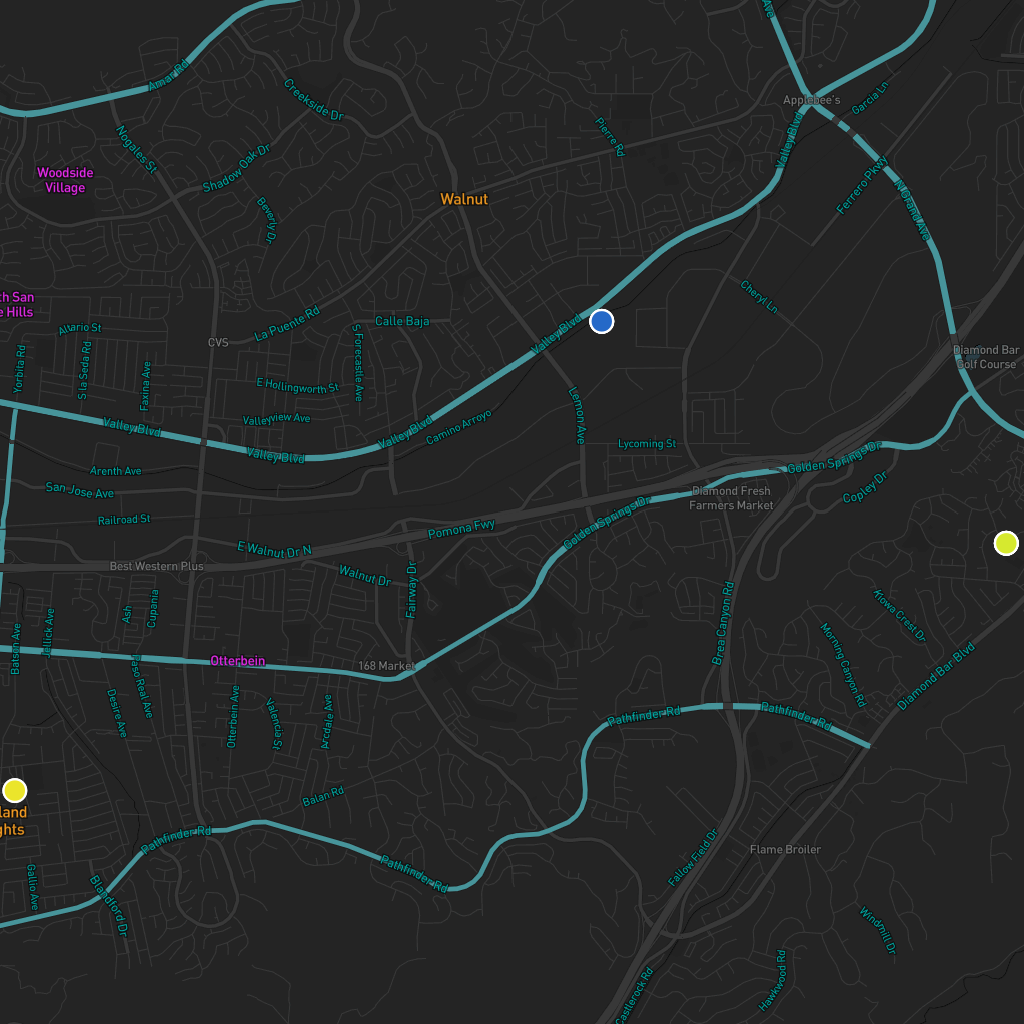 Ave
Amar Rd
Creekside Dr
Applebee's
Garcia Ln
Nogales St
Pierre Rd
Valley Blvd
Shadow Oak Dr
Woodside
Village
Ferrero Pkwy
N Grand Ave
Walnut
Beverly Dr
th San
e Hills
Cheryl Ln
La Puente Rd
Calle Baja
Altario St
CVS
S Forecastle Ave
Valley Blvd
Diamond Bar
Golf Course
Yorbita Rd
S la Seda Rd
Faxina Ave
E Hollingworth St
Lemon Ave
Valleyview Ave
Camino Arroyo
Valley Blvd
Valley Blvd
Valley Blvd
Lycoming St
Golden Springs Dr
Arenth Ave
San Jose Ave
Copley Dr
Diamond Fresh
Farmers Market
Railroad St
Pomona Fwy
Golden Springs Dr
E Walnut Dr N
Best Western Plus
Walnut Dr
Fairway Dr
Ash
Cupania
Jellick Ave
Batson Ave
Brea Canyon Rd
Kiowa Crest Dr
Morning Canyon Rd
Diamond Bar Blvd
Otterbein
168 Market
Paso Real Ave
Desire Ave
Otterbein Ave
Valencia St
Arcdale Ave
Pathfinder Rd
Pathfinder Rd
Balan Rd
land
ghts
Pathfinder Rd
Pathfinder Rd
Flame Broiler
Fallow Field Dr
Gallio Ave
Blandford Dr
Windmill Dr
Hawkwood Rd
Castlerock Rd